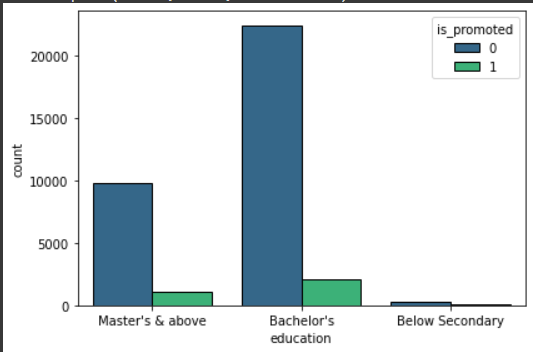 is_promoted
0
1
20000
15000
10000
5000
0
count
Master's & above
Bachelor's
Below Secondary
education